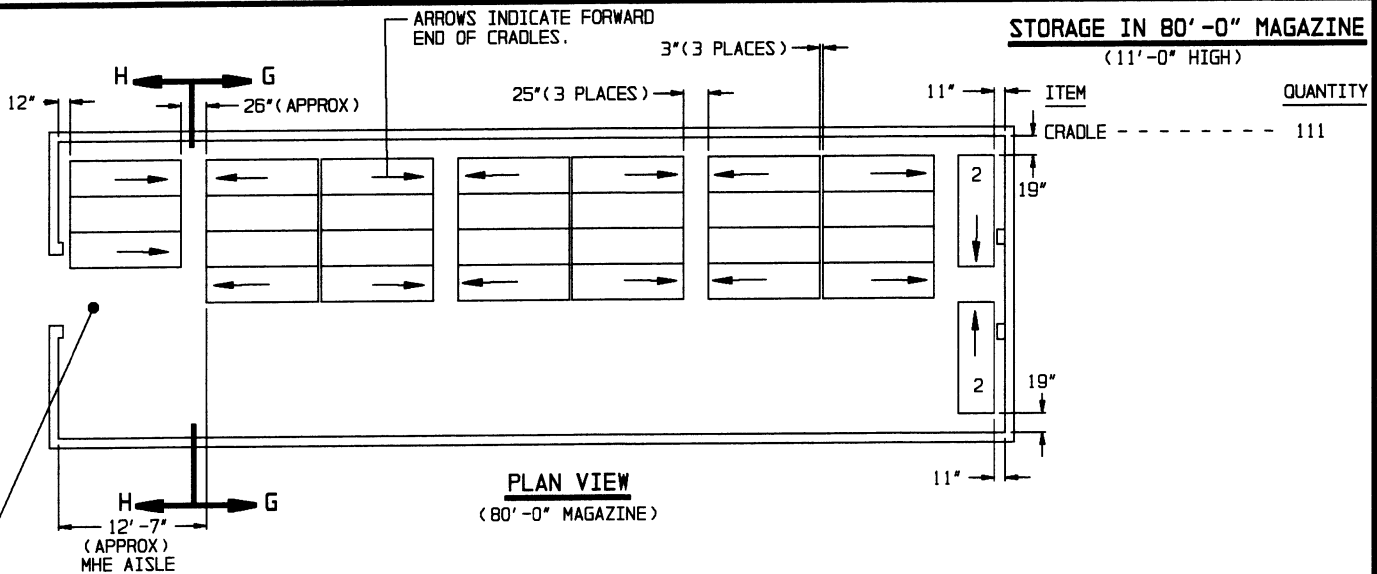 ARROWS INDICATE FORWARD
END OF CRADLES.
STORAGE IN 80'-0" MAGAZINE
(11'-0" HIGH)
3"(3 PLACES)
H G
12"
26"(APPROX)
25"(3 PLACES)
11"
ITEM QUANTITY
CRADLE - - - - - - - - 111
2
19"
2
19"
11"
H G
PLAN VIEW
(80'-0" MAGAZINE)
12'-7"
(APPROX)
MHE AISLE